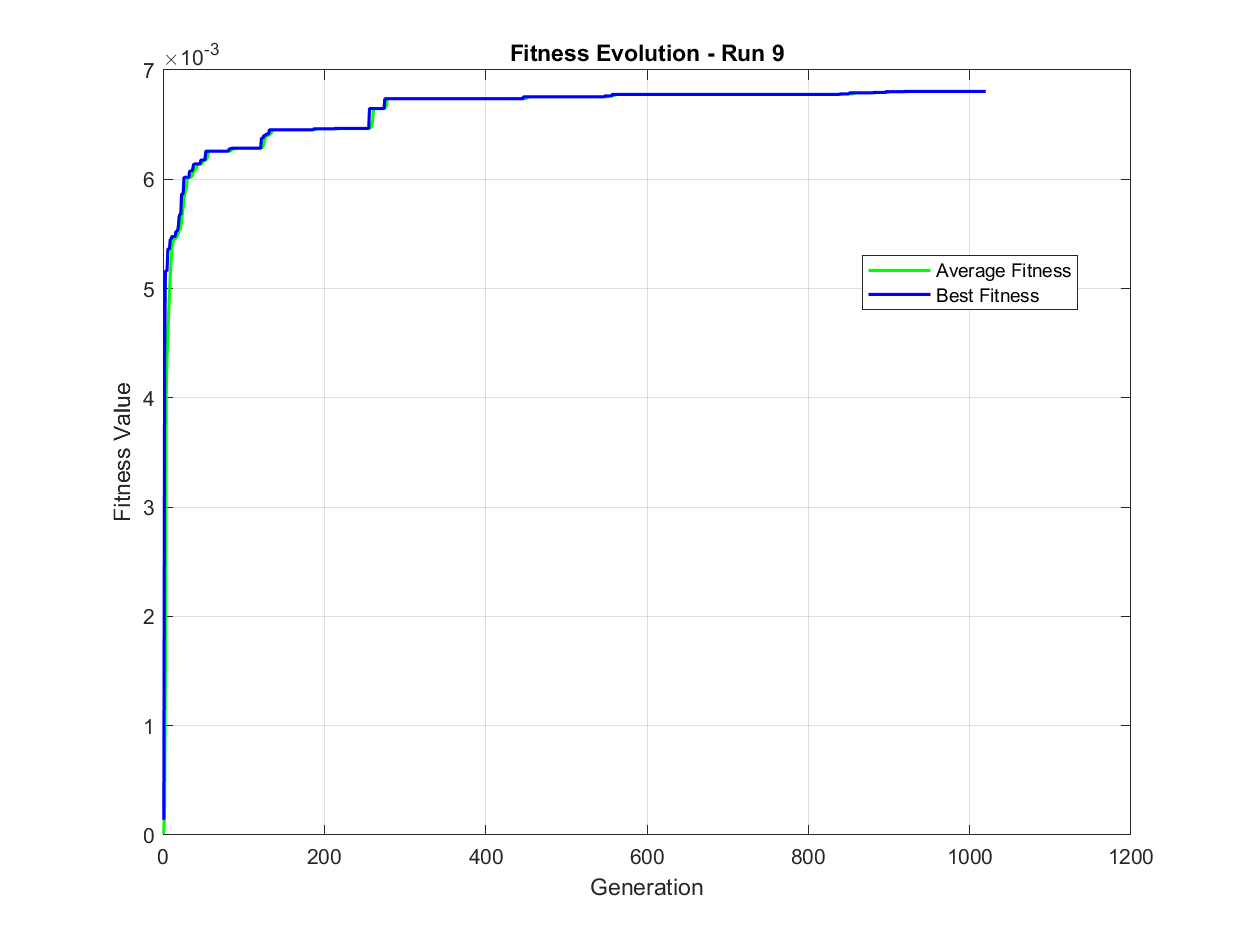 Fitness Evolution - Run 9
×10⁻³
7
6
5
4
3
2
1
0
Fitness Value
Average Fitness
Best Fitness
0 200 400 600 800 1000 1200
Generation